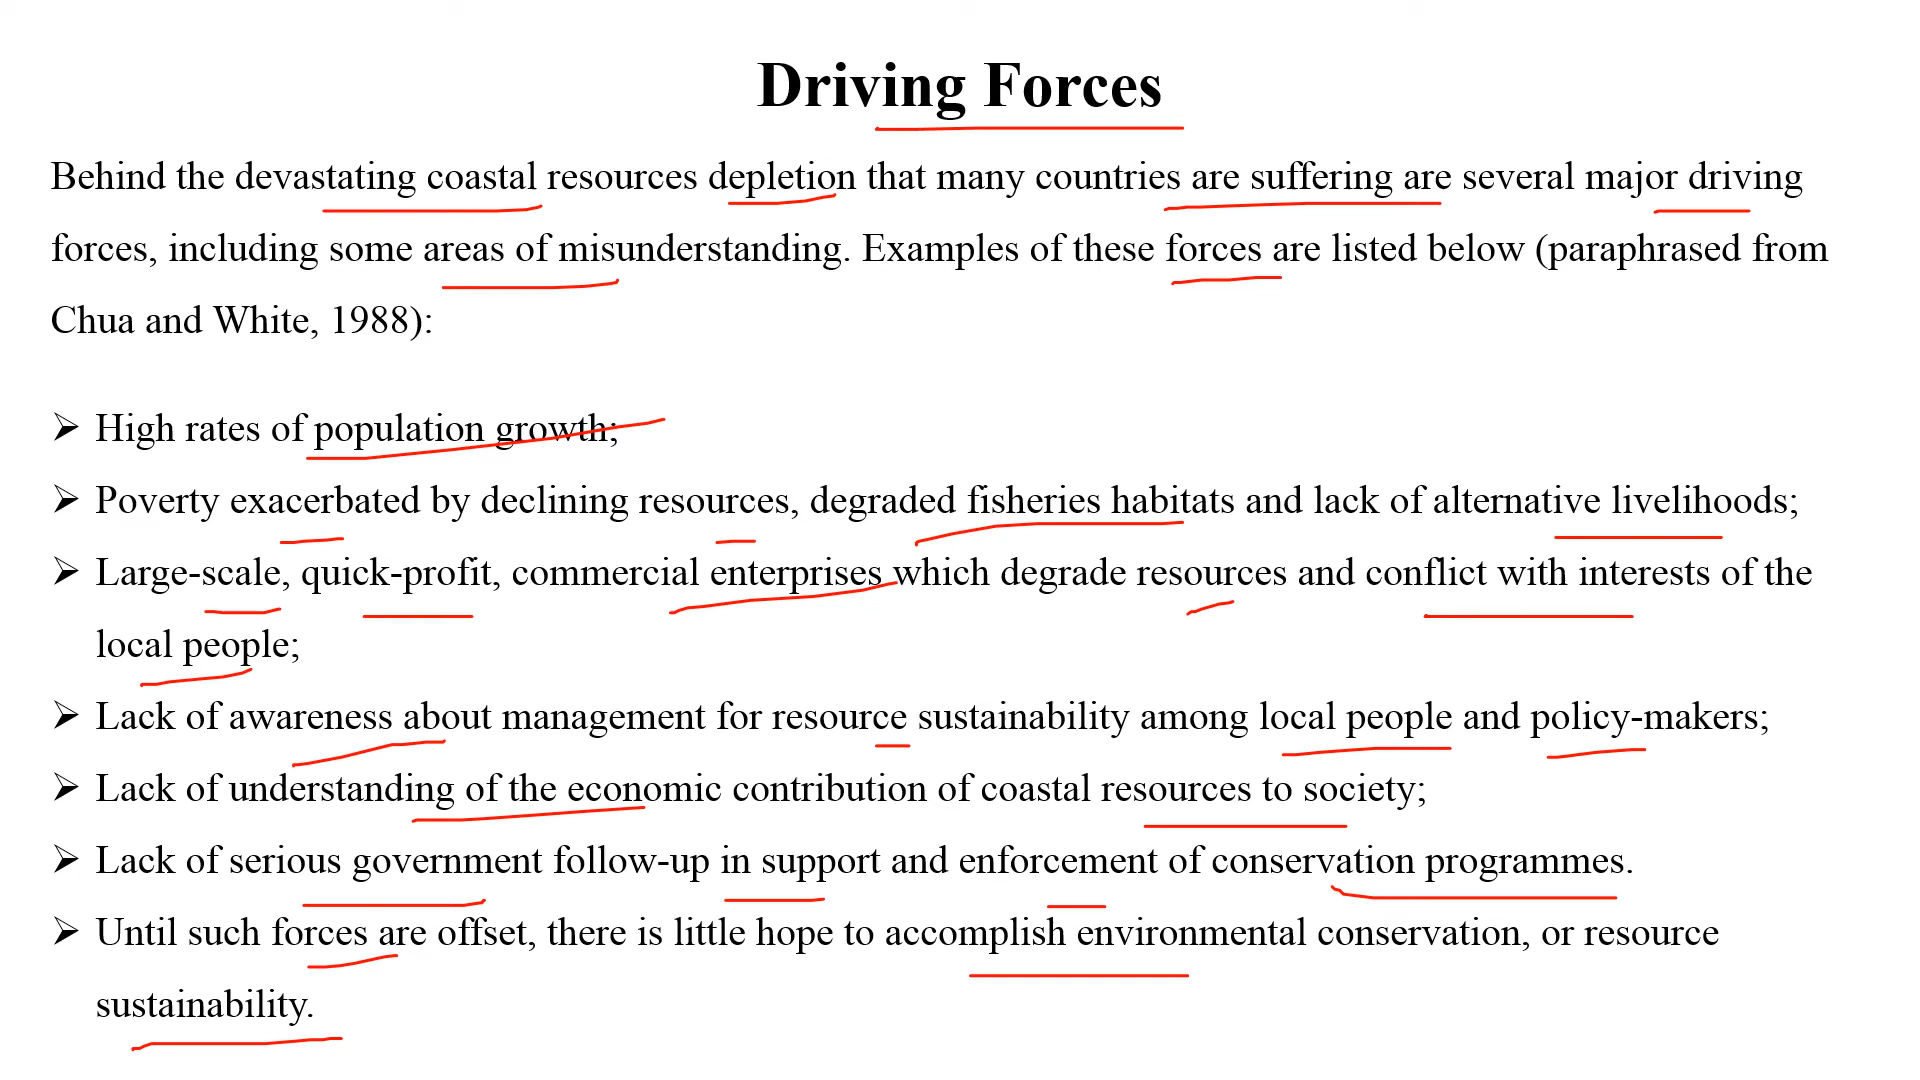 Driving Forces
Behind the devastating coastal resources depletion that many countries are suffering are several major driving
forces, including some areas of misunderstanding. Examples of these forces are listed below (paraphrased from
Chua and White, 1988):
➢ High rates of population growth;
➢ Poverty exacerbated by declining resources, degraded fisheries habitats and lack of alternative livelihoods;
➢ Large-scale, quick-profit, commercial enterprises which degrade resources and conflict with interests of the
local people;
➢ Lack of awareness about management for resource sustainability among local people and policy-makers;
➢ Lack of understanding of the economic contribution of coastal resources to society;
➢ Lack of serious government follow-up in support and enforcement of conservation programmes.
➢ Until such forces are offset, there is little hope to accomplish environmental conservation, or resource
sustainability.